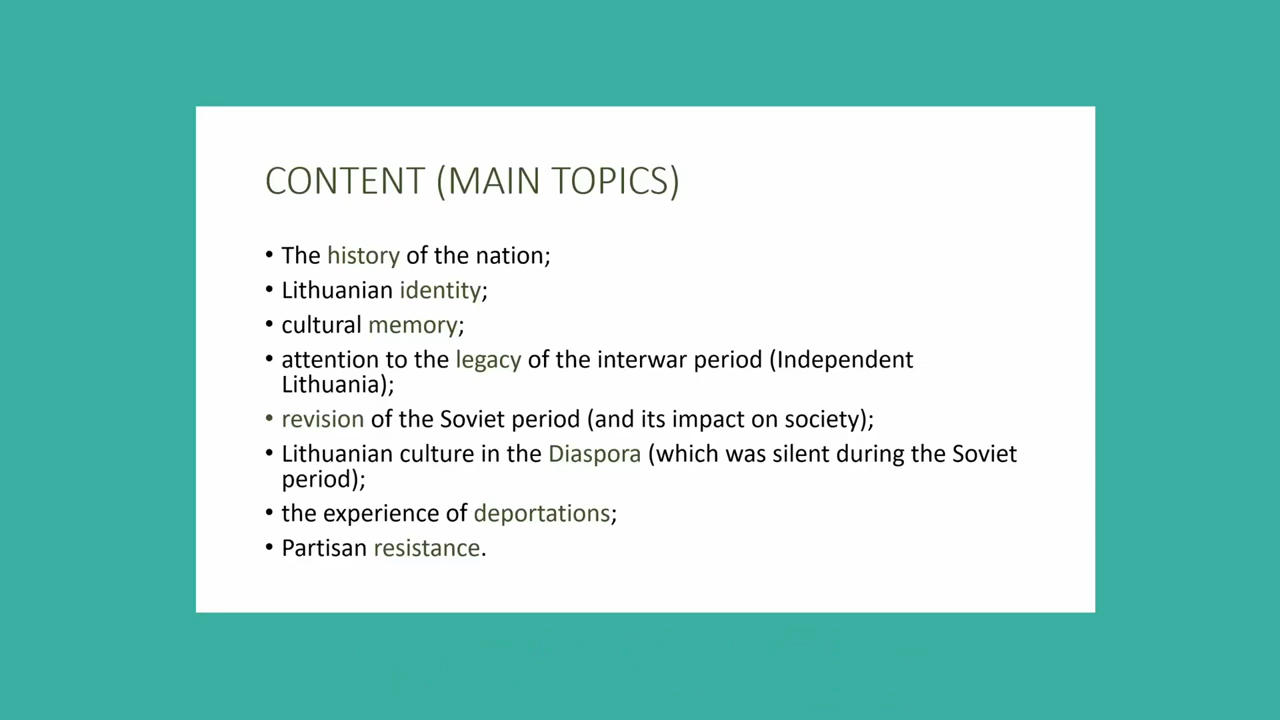 CONTENT (MAIN TOPICS)
• The history of the nation;
• Lithuanian identity;
• cultural memory;
• attention to the legacy of the interwar period (Independent
Lithuania);
• revision of the Soviet period (and its impact on society);
• Lithuanian culture in the Diaspora (which was silent during the Soviet
period);
• the experience of deportations;
• Partisan resistance.